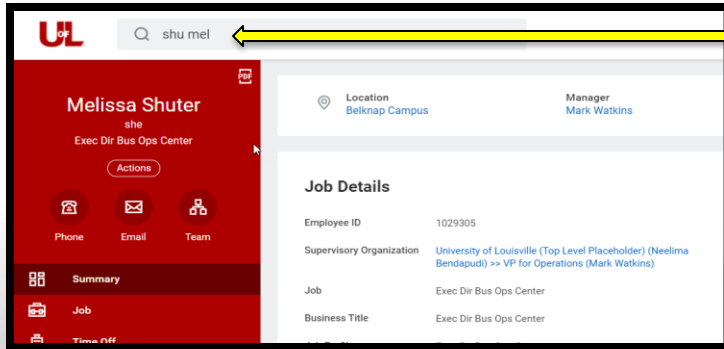 U OF L
shu mel
PDF
Melissa Shuter
she
Exec Dir Bus Ops Center
Actions
Phone Email Team
Summary
Job
Time Off
Location
Belknap Campus
Manager
Mark Watkins
Job Details
Employee ID 1029305
Supervisory Organization University of Louisville (Top Level Placeholder) (Neelima
Bendapudi) >> VP for Operations (Mark Watkins)
Job Exec Dir Bus Ops Center
Business Title Exec Dir Bus Ops Center